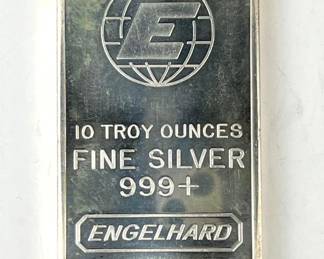 E
10 TROY OUNCES
FINE SILVER
999+
ENGELHARD